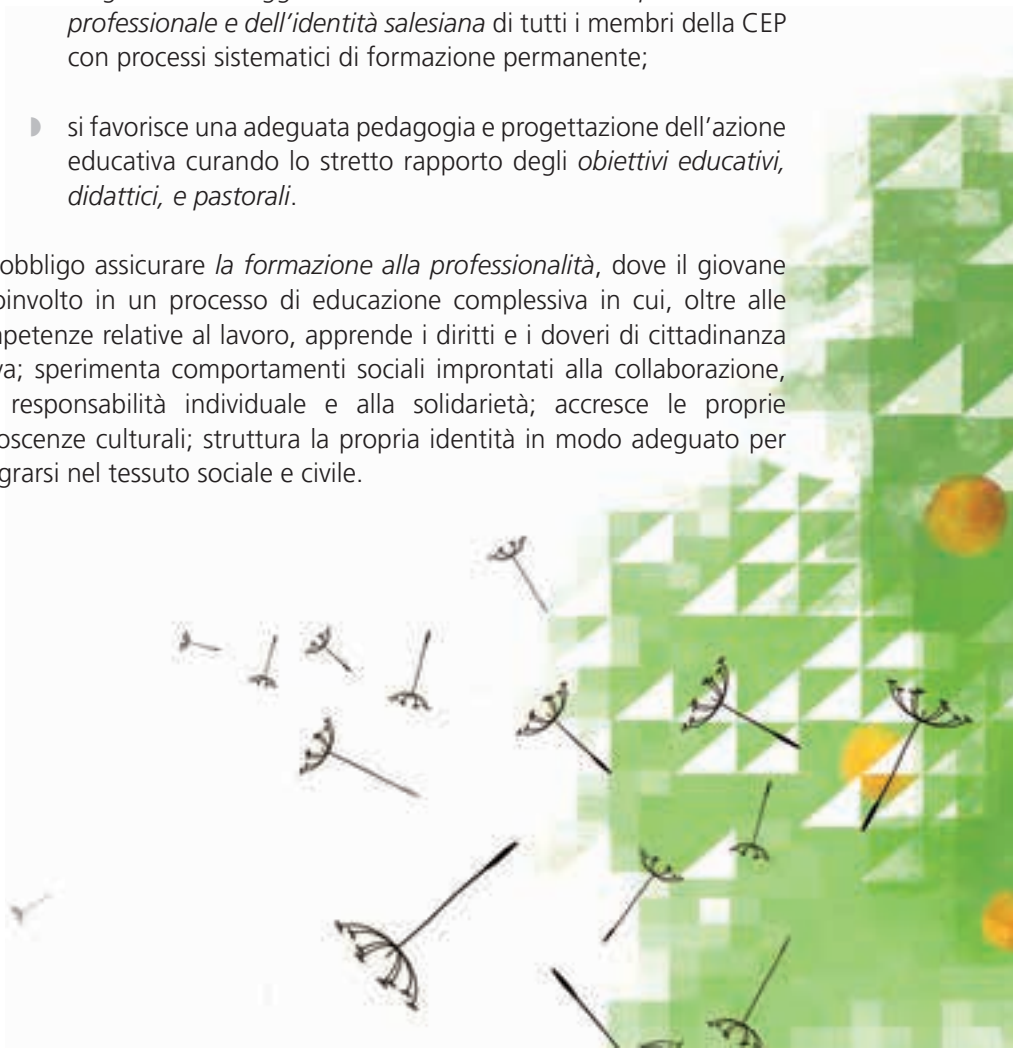 professionale e dell'identità salesiana di tutti i membri della CEP
con processi sistematici di formazione permanente;
si favorisce una adeguata pedagogia e progettazione dell'azione
educativa curando lo stretto rapporto degli obiettivi educativi,
didattici, e pastorali.
obbligo assicurare la formazione alla professionalità, dove il giovane
oinvolto in un processo di educazione complessiva in cui, oltre alle
petenze relative al lavoro, apprende i diritti e i doveri di cittadinanza
va; sperimenta comportamenti sociali improntati alla collaborazione,
responsabilità individuale e alla solidarietà; accresce le proprie
oscenze culturali; struttura la propria identità in modo adeguato per
grarsi nel tessuto sociale e civile.